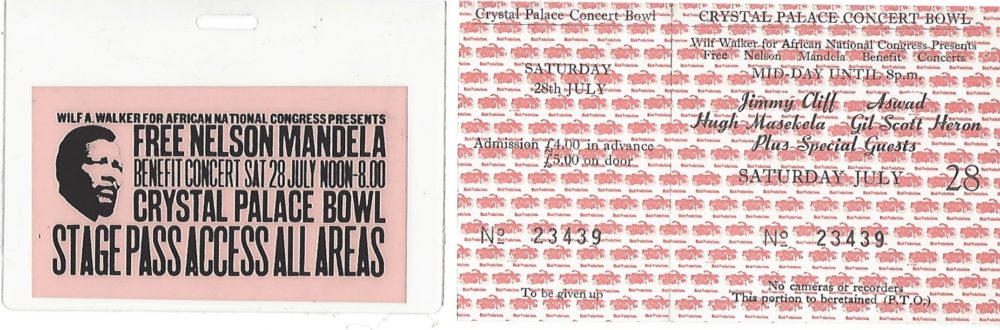 WILF A. WALKER FOR AFRICAN NATIONAL CONGRESS PRESENTS
FREE NELSON MANDELA
BENEFIT CONCERT SAT 28 JULY NOON-8.00
CRYSTAL PALACE BOWL
STAGE PASS ACCESS ALL AREAS
Crystal Palace Concert Bowl
SATURDAY
28th JULY
Admission £4.00 in advance
£5.00 on door
No 23439
To be given up
CRYSTAL PALACE CONCERT BOWL
Wilf Walker for African National Congress Presents
Free Nelson Mandela Benefit Concerts
MID-DAY UNTIL 8p.m.
Jimmy Cliff Aswad
Hugh Masekela Gil Scott Heron
Plus Special Guests
SATURDAY JULY 28
No 23439
No cameras or recorders
This portion to beretained (P.T.O.)